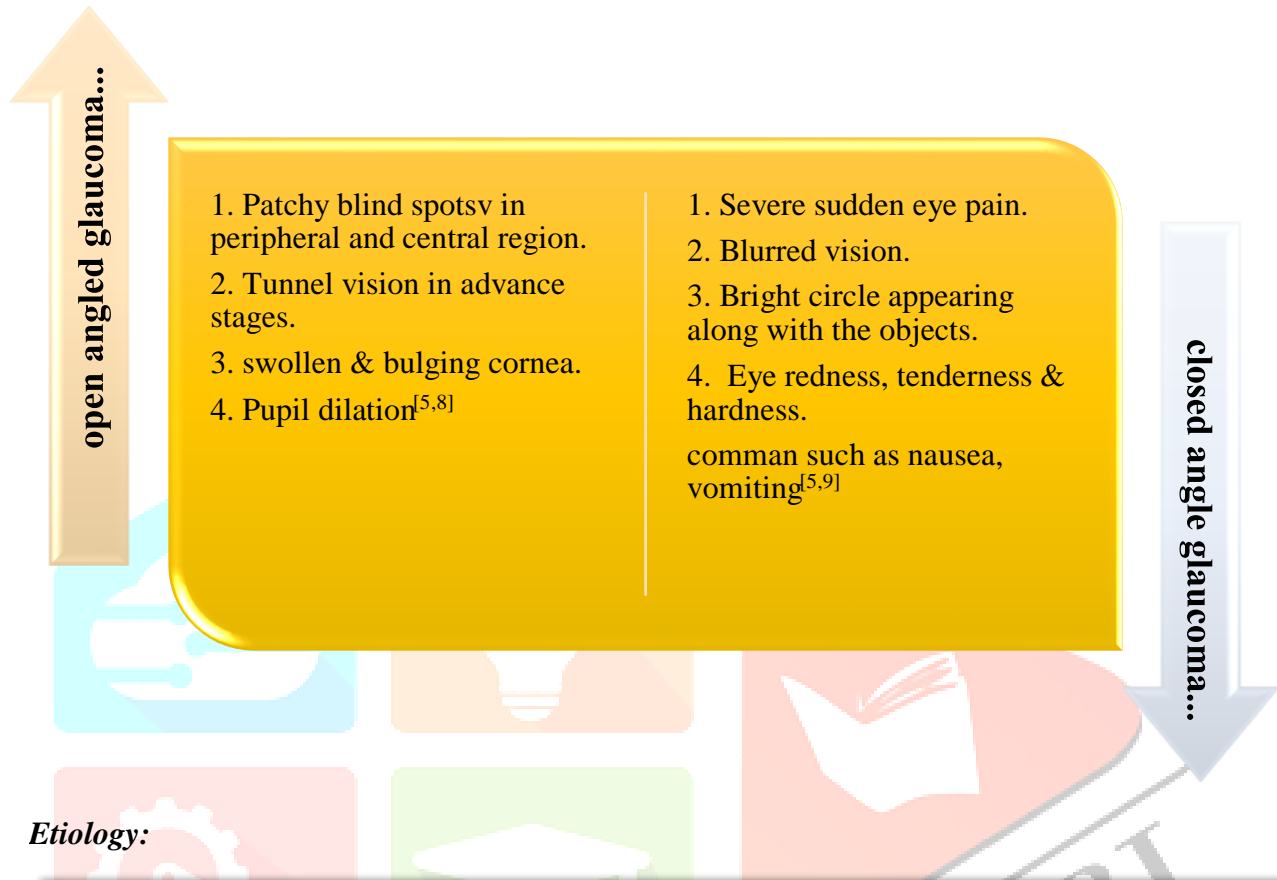 open angled glaucoma...
1. Patchy blind spotsv in
peripheral and central region.
2. Tunnel vision in advance
stages.
3. swollen & bulging cornea.
4. Pupil dilation[5,8]
1. Severe sudden eye pain.
2. Blurred vision.
3. Bright circle appearing
along with the objects.
4.  Eye redness, tenderness &
hardness.
comman such as nausea,
vomiting[5,9]
closed angle glaucoma...
Etiology: